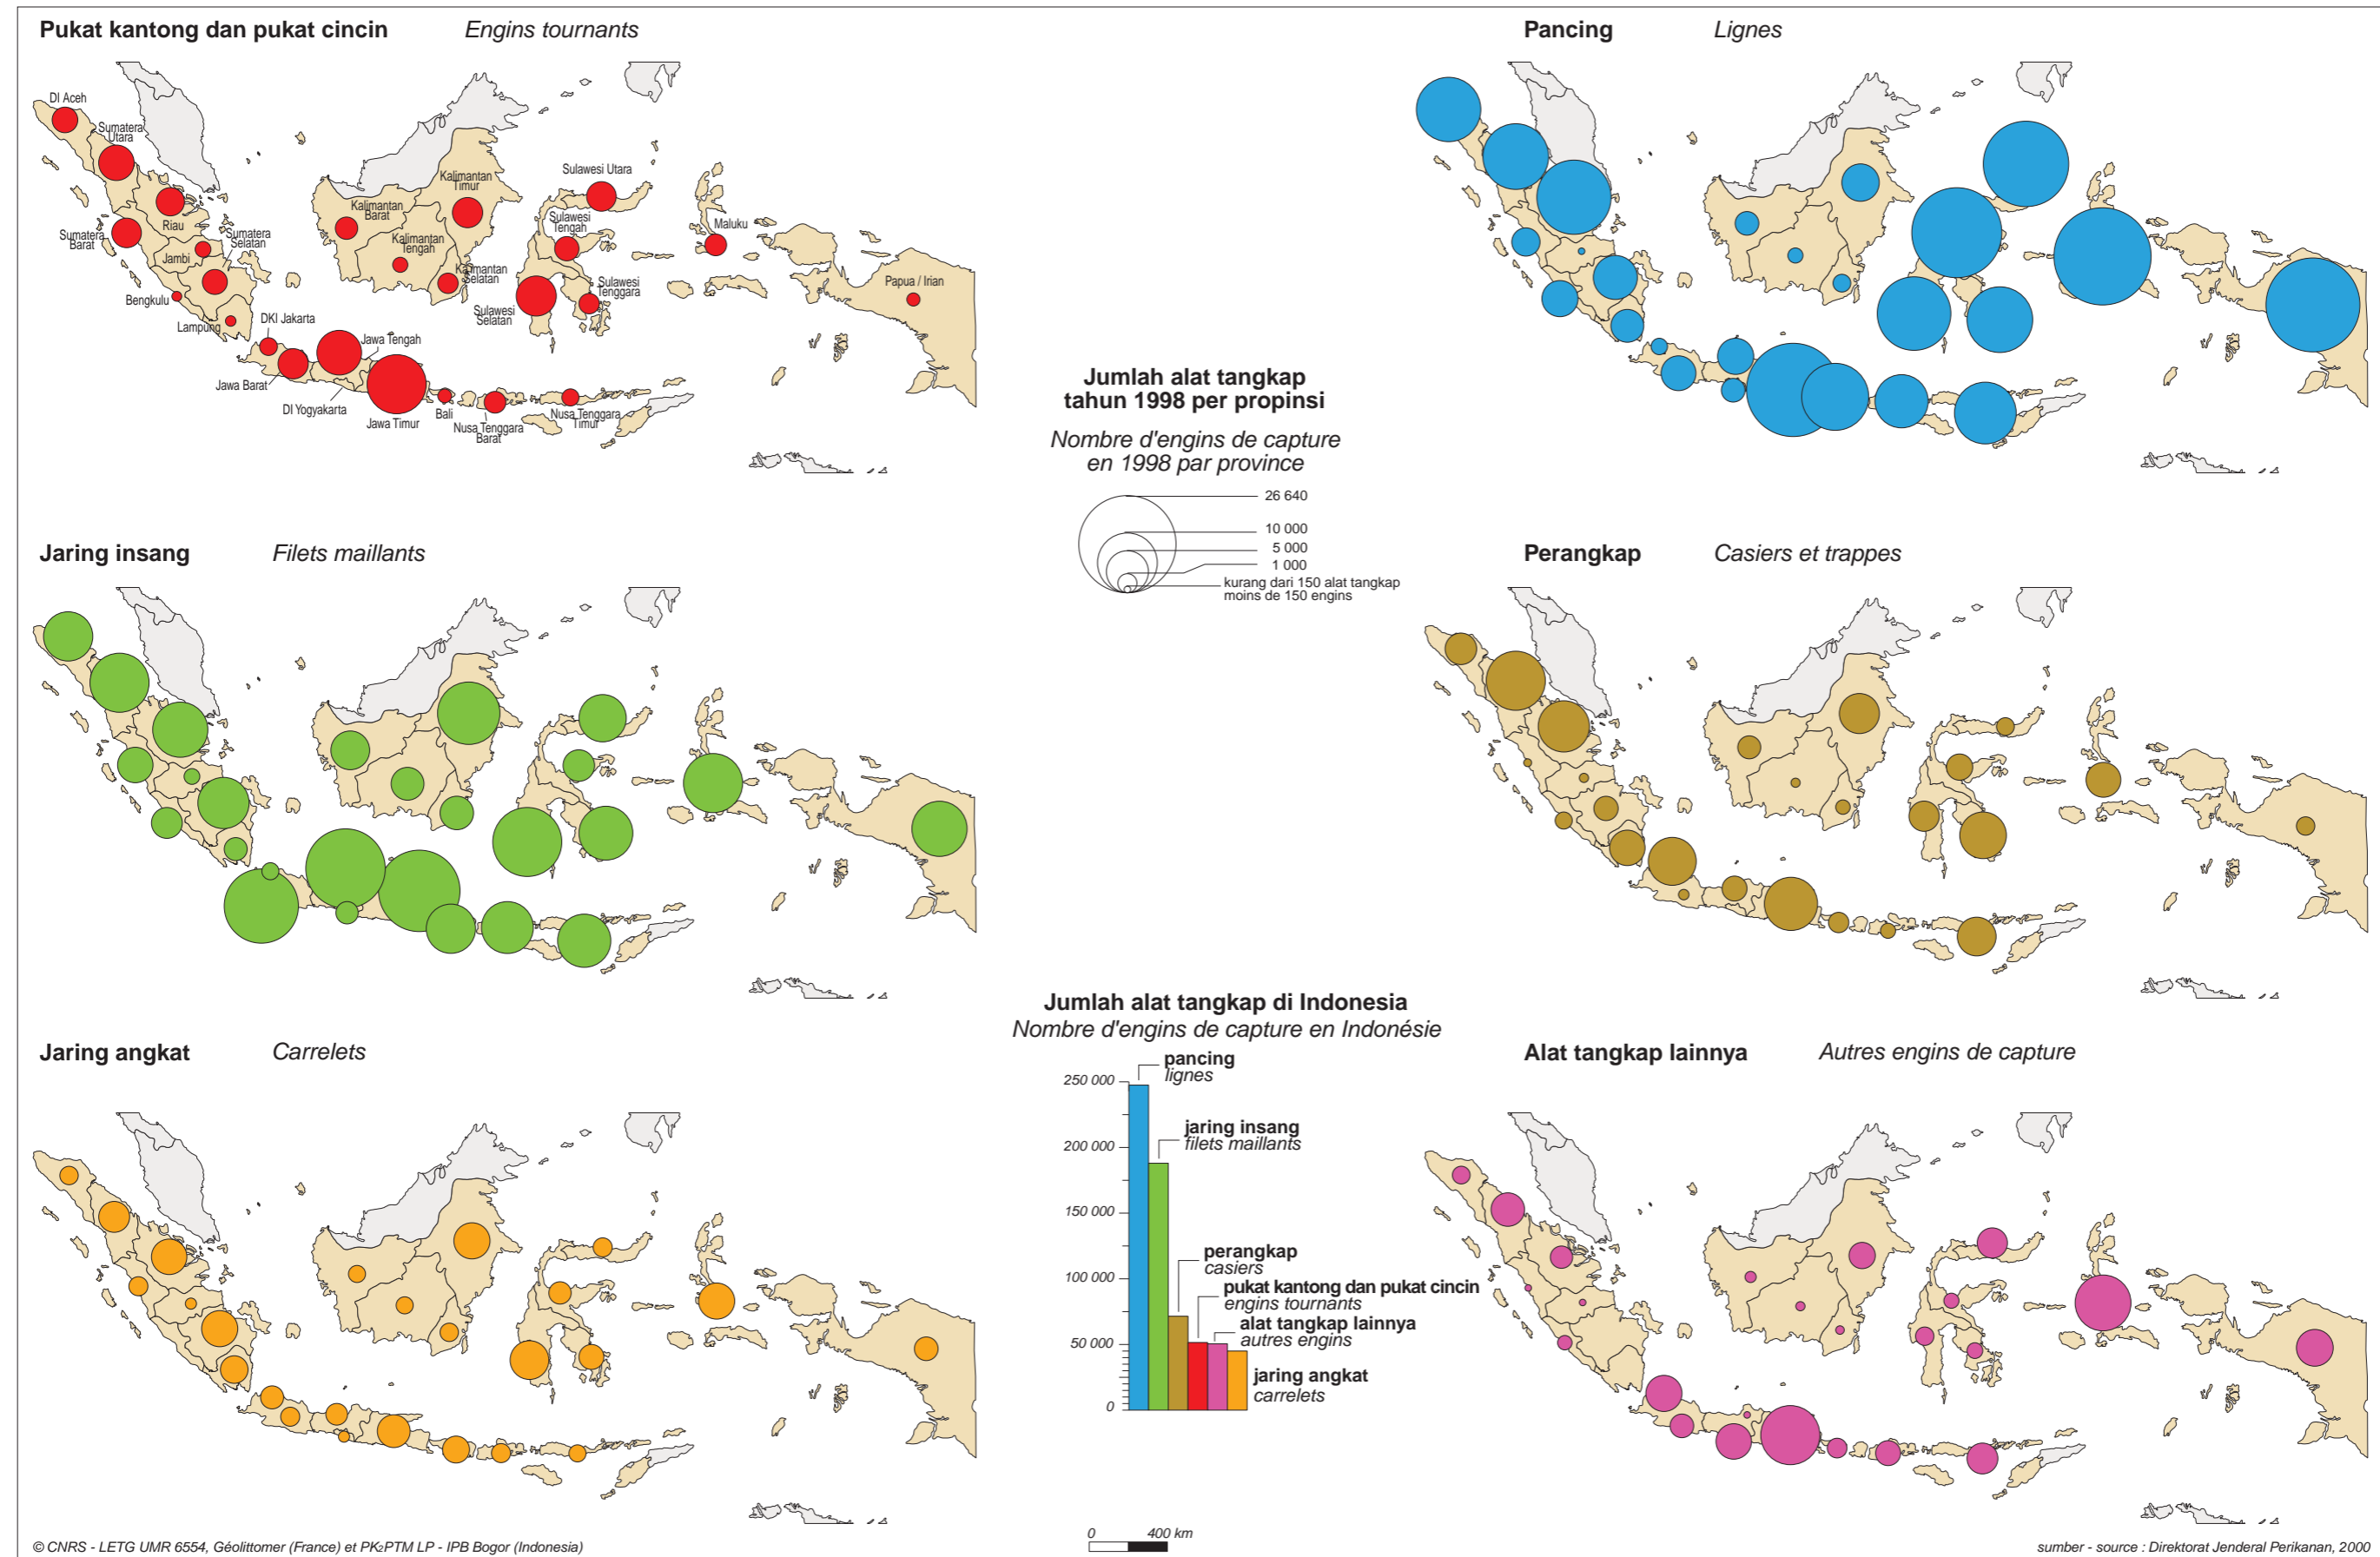 Pukat kantong dan pukat cincin Engins tournants
DI Aceh
Sumatera
Utara
Riau
Sumatera
Barat
Jambi
Sumatera
Selatan
Bengkulu
Lampung
DKI Jakarta
Jawa Barat
Jawa Tengah
DI Yogyakarta
Jawa Timur
Bali
Nusa Tenggara
Barat
Nusa Tenggara
Timur
Kalimantan
Barat
Kalimantan
Timur
Kalimantan
Tengah
Kalimantan
Selatan
Sulawesi Utara
Sulawesi
Tengah
Sulawesi
Tenggara
Sulawesi
Selatan
Maluku
Papua / Irian
Pancing Lignes
Jumlah alat tangkap
tahun 1998 per propinsi
Nombre d'engins de capture
en 1998 par province
26 640
10 000
5 000
1 000
kurang dari 150 alat tangkap
moins de 150 engins
Jaring insang Filets maillants
Perangkap Casiers et trappes
Jaring angkat Carrelets
Jumlah alat tangkap di Indonesia
Nombre d'engins de capture en Indonésie
250 000
200 000
150 000
100 000
50 000
0
pancing
lignes
jaring insang
filets maillants
perangkap
casiers
pukat kantong dan pukat cincin
engins tournants
alat tangkap lainnya
autres engins
jaring angkat
carrelets
Alat tangkap lainnya Autres engins de capture
© CNRS - LETG UMR 6554, Géolittomer (France) et PK2PTM LP - IPB Bogor (Indonesia)
0 400 km
sumber - source : Direktorat Jenderal Perikanan, 2000